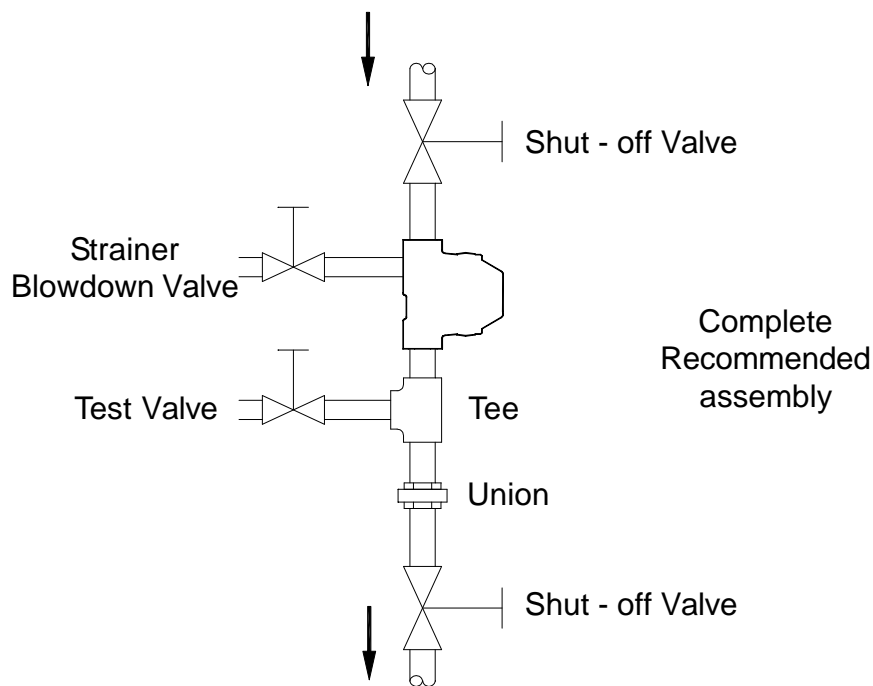 Shut - off Valve
Strainer
Blowdown Valve
Complete
Recommended
assembly
Test Valve
Tee
Union
Shut - off Valve